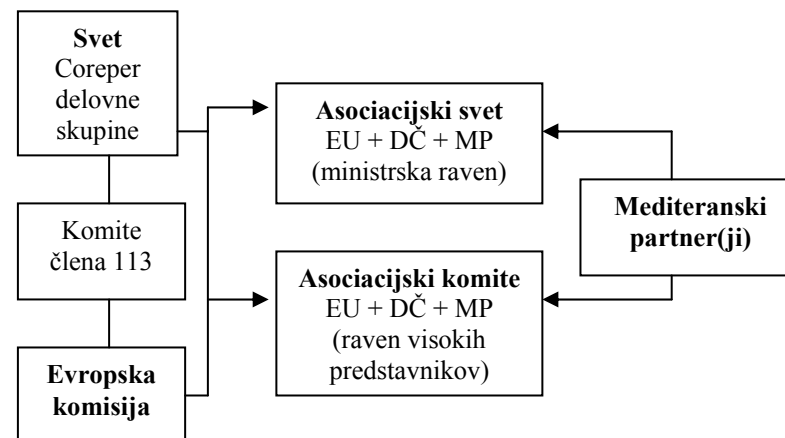 Svet
Coreper
delovne
skupine
Komite
člena 113
Evropska
komisija
Asociacijski svet
EU + DČ + MP
(ministrska raven)
Asociacijski komite
EU + DČ + MP
(raven visokih
predstavnikov)
Mediteranski
partner(ji)